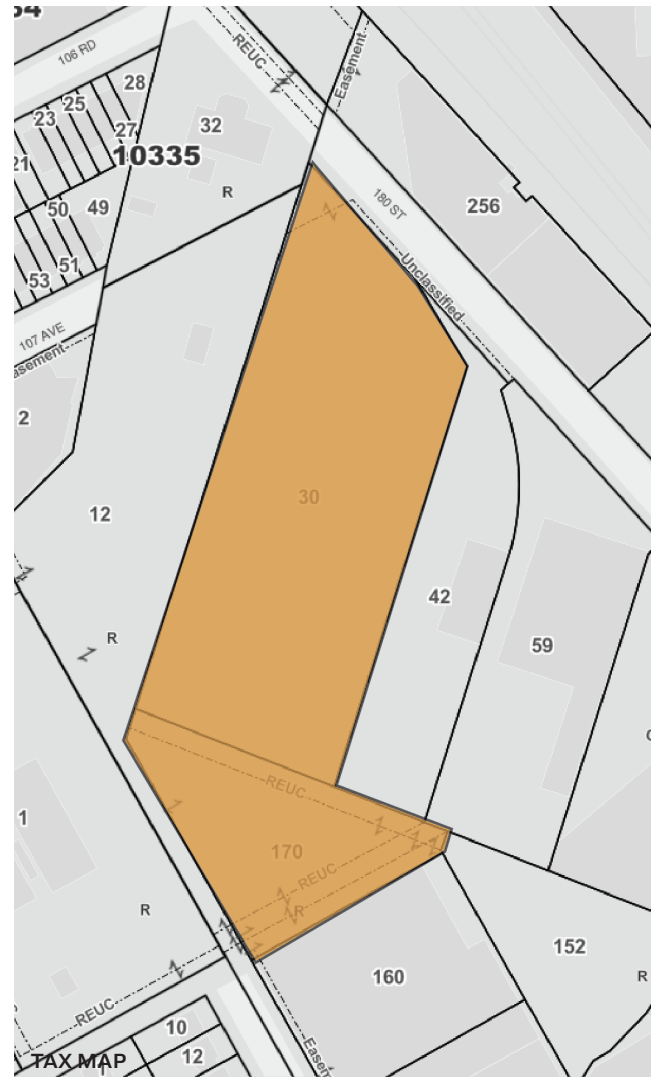 34
106 RD
REUC
Easement
28
25
23
27
32
21
10335
R
180 ST
256
50
49
51
53
Unclassified
107 AVE
Easement
2
30
12
42
R
59
REUC
1
170
REUC
R
R
152
160
R
REUC
10
12
TAX MAP